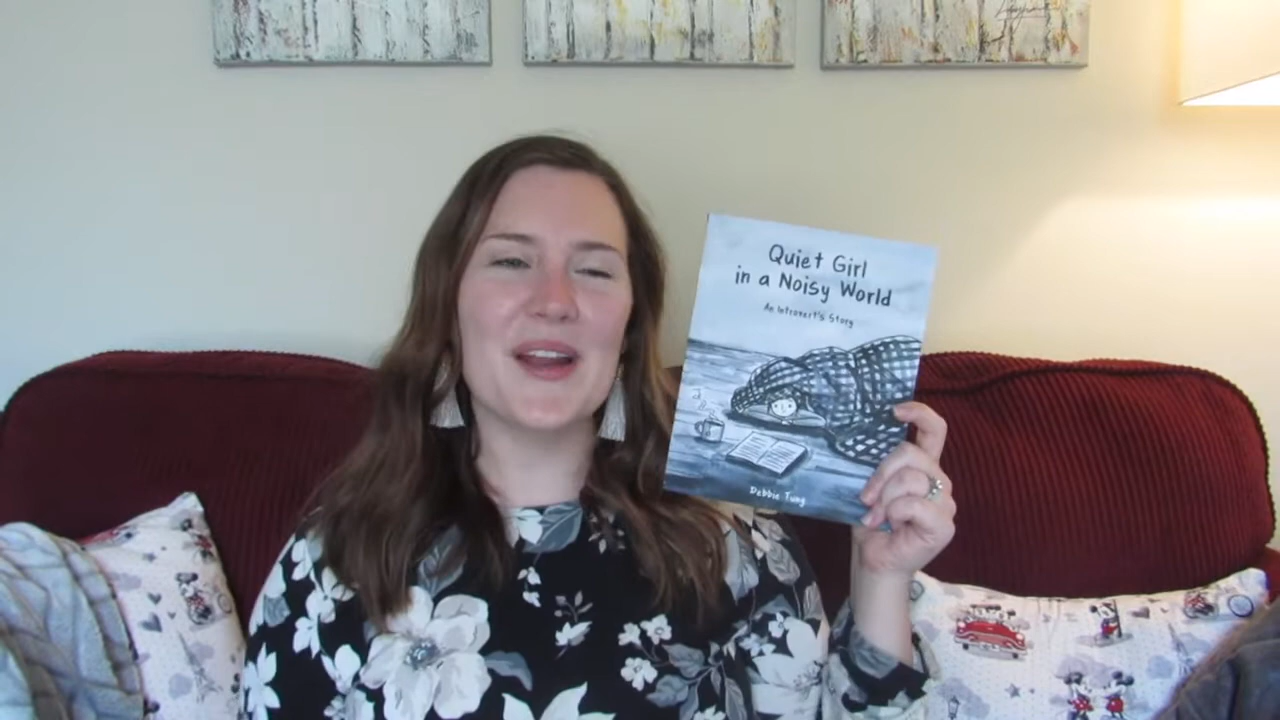 Quiet Girl
in a Noisy World
An Introvert's Story
Debbie Tung